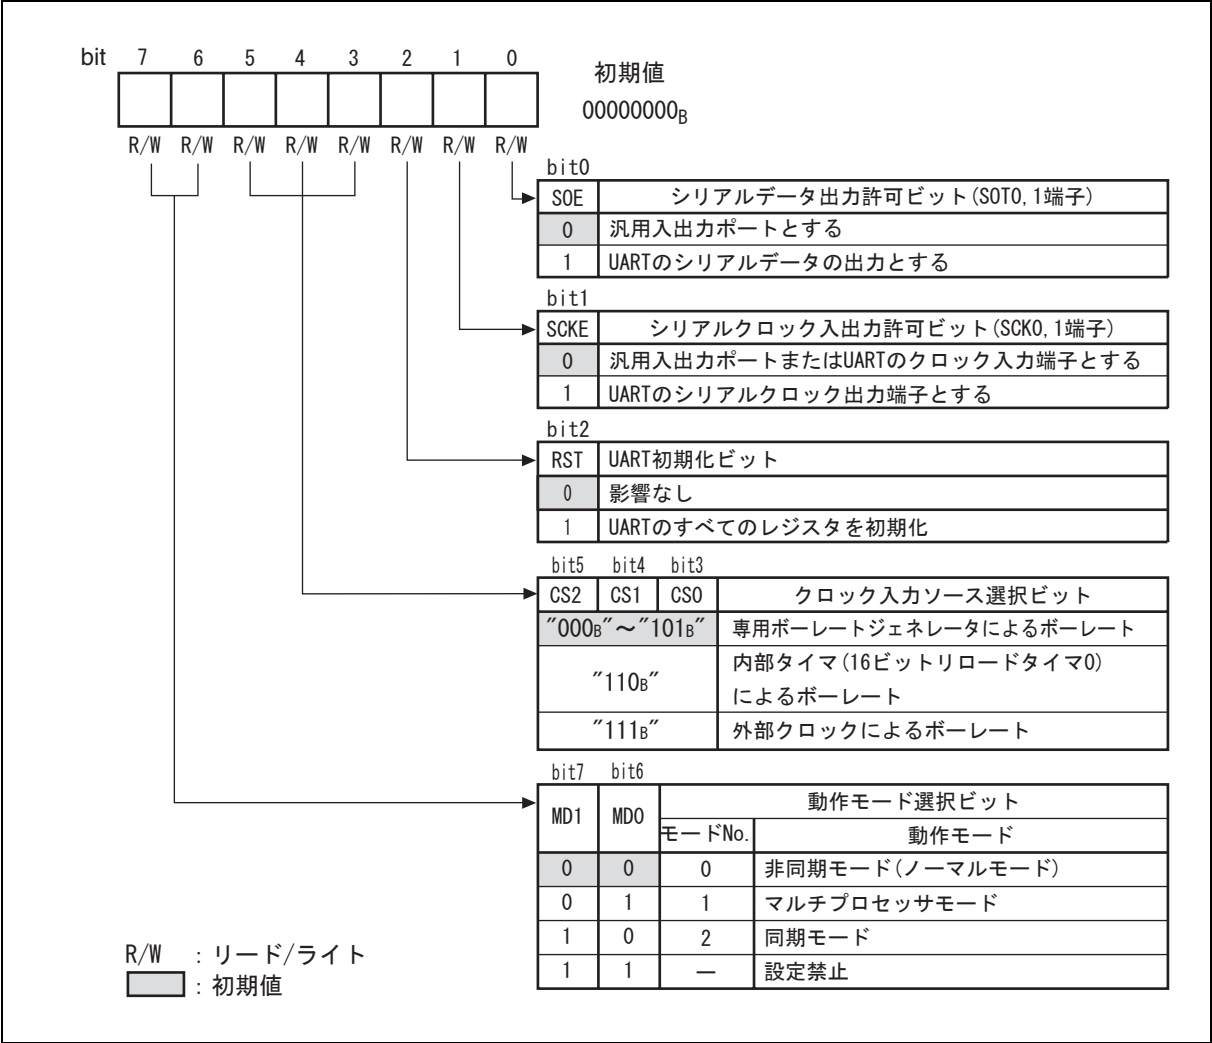 bit 7 6 5 4 3 2 1 0
初期値
00000000B
R/W R/W R/W R/W R/W R/W R/W R/W
bit0
SOE シリアルデータ出力許可ビット(SOT0,1端子)
0 汎用入出力ポートとする
1 UARTのシリアルデータの出力とする
bit1
SCKE シリアルクロック入出力許可ビット(SCK0,1端子)
0 汎用入出力ポートまたはUARTのクロック入力端子とする
1 UARTのシリアルクロック出力端子とする
bit2
RST UART初期化ビット
0 影響なし
1 UARTのすべてのレジスタを初期化
bit5 bit4 bit3
CS2 CS1 CS0 クロック入力ソース選択ビット
"000B"~"101B" 専用ボーレートジェネレータによるボーレート
"110B" 内部タイマ(16ビットリロードタイマ0)
によるボーレート
"111B" 外部クロックによるボーレート
bit7 bit6
MD1 MD0 動作モード選択ビット
モードNo. 動作モード
0 0 0 非同期モード(ノーマルモード)
0 1 1 マルチプロセッサモード
1 0 2 同期モード
1 1 — 設定禁止
R/W : リード/ライト
: 初期値